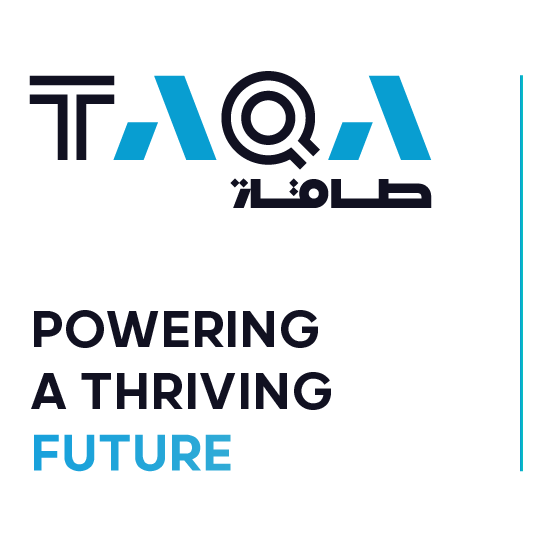 TAQA
طاقة
POWERING
A THRIVING
FUTURE